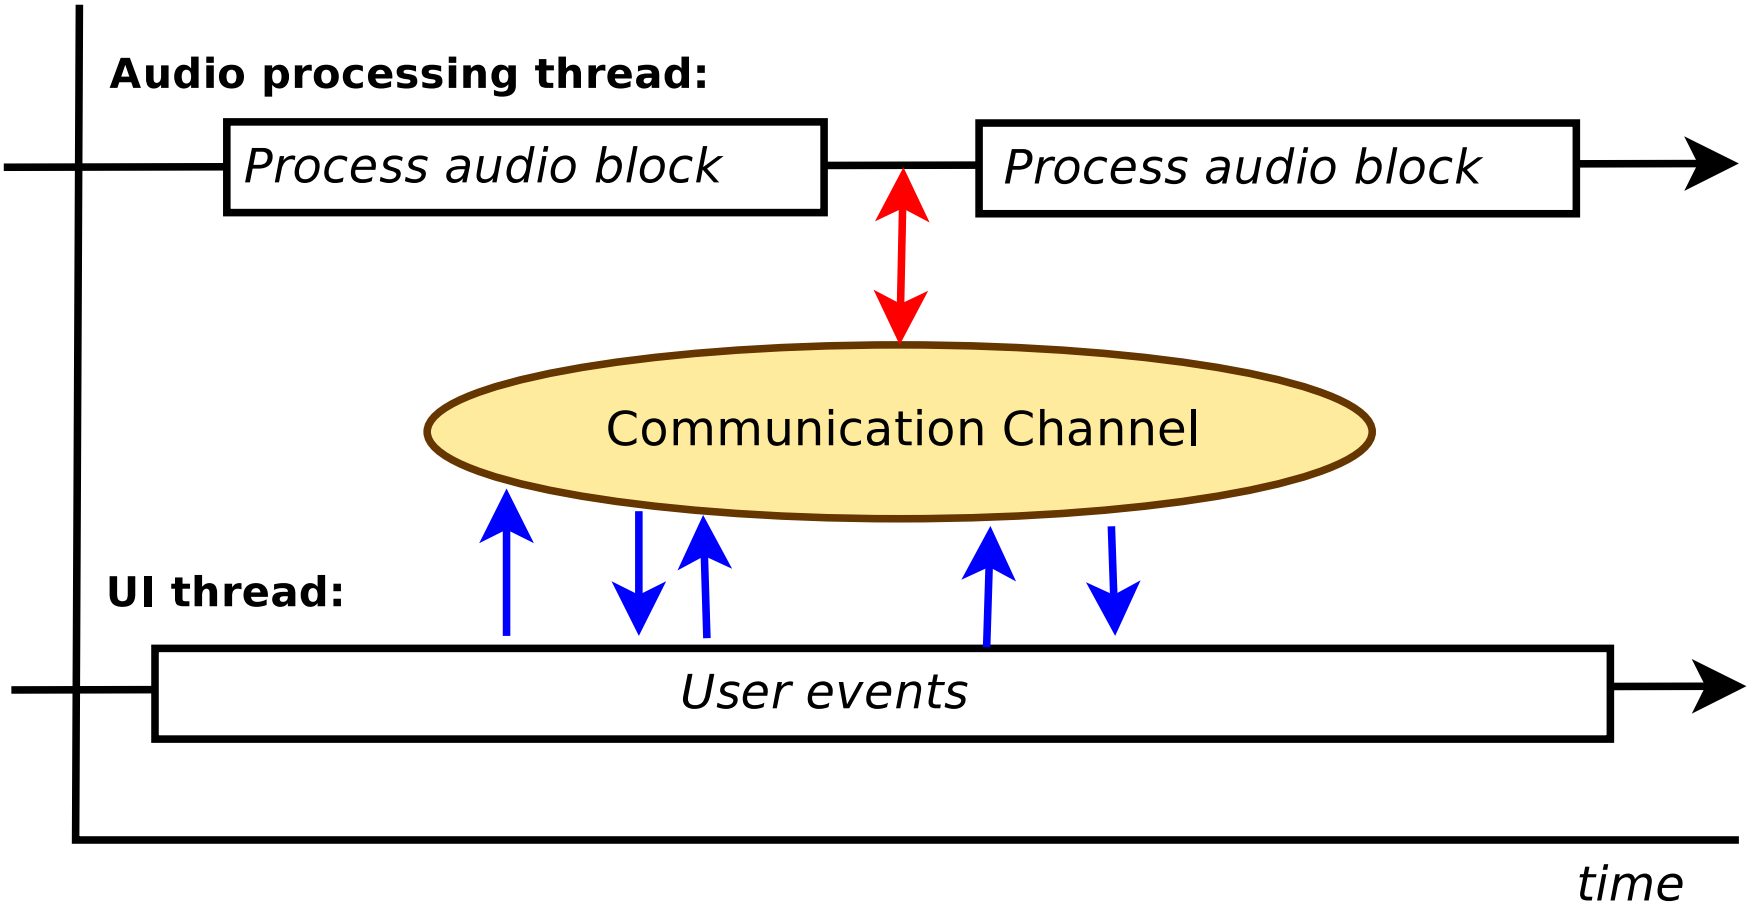 Audio processing thread:
Process audio block
Process audio block
Communication Channel
UI thread:
User events
time